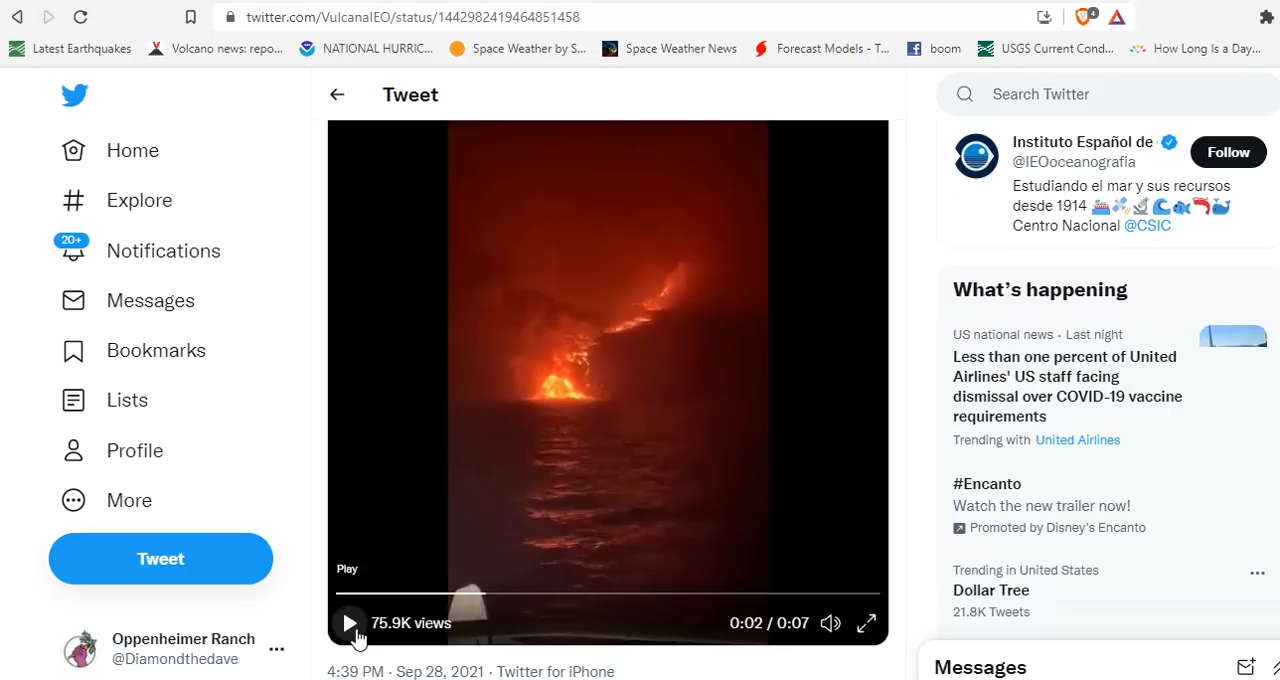 twitter.com/VulcanaIEO/status/1442982419464851458
4
Latest Earthquakes
Volcano news: repo...
NATIONAL HURRIC...
Space Weather by S...
Space Weather News
Forecast Models - T...
boom
USGS Current Cond...
How Long Is a Day...
Home
Explore
20+
Notifications
Messages
Bookmarks
Lists
Profile
More
Tweet
Oppenheimer Ranch
@Diamondthedave
Tweet
Play
75.9K views
0:02 / 0:07
4:39 PM · Sep 28, 2021 · Twitter for iPhone
Search Twitter
Instituto Español de
@IEOoceanografia
Follow
Estudiando el mar y sus recursos
desde 1914
Centro Nacional @CSIC
What's happening
US national news · Last night
Less than one percent of United
Airlines' US staff facing
dismissal over COVID-19 vaccine
requirements
Trending with United Airlines
#Encanto
Watch the new trailer now!
Promoted by Disney's Encanto
Trending in United States
Dollar Tree
21.8K Tweets
Messages